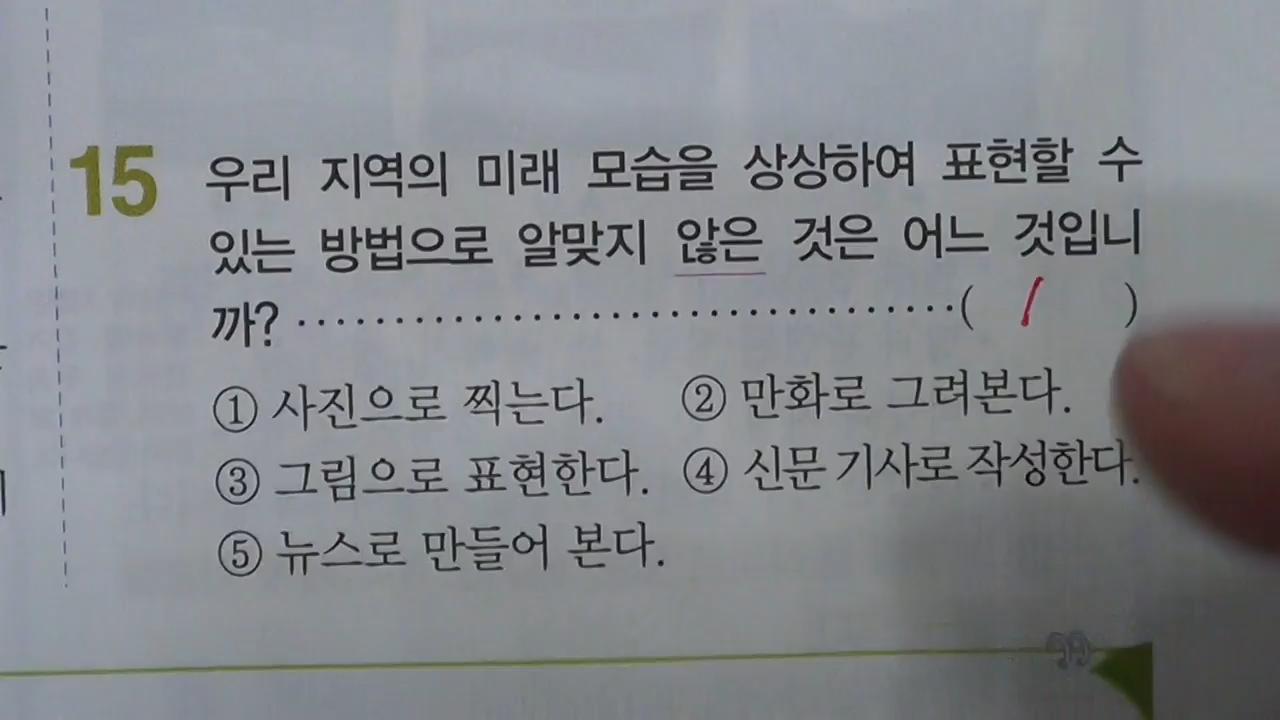 15 우리 지역의 미래 모습을 상상하여 표현할 수
있는 방법으로 알맞지 않은 것은 어느 것입니
까? ·································( 1 )
① 사진으로 찍는다. ② 만화로 그려본다.
③ 그림으로 표현한다. ④ 신문 기사로 작성한다.
⑤ 뉴스로 만들어 본다.